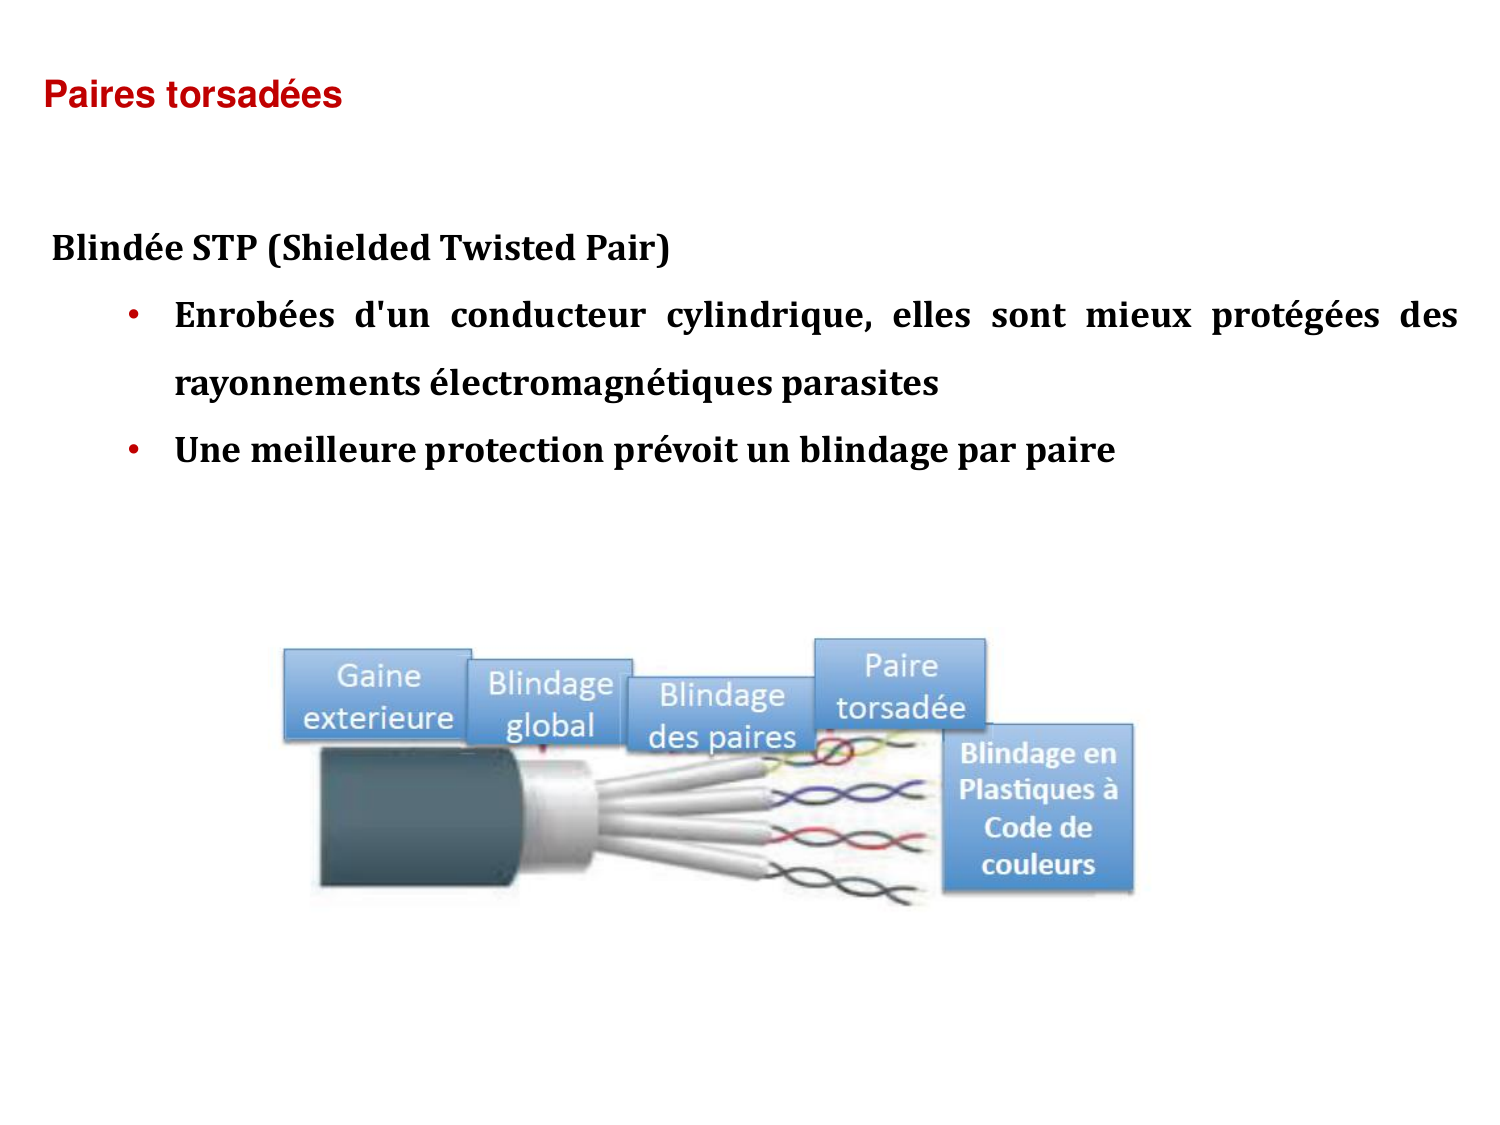 Paires torsadées
Blindée STP (Shielded Twisted Pair)
• Enrobées d'un conducteur cylindrique, elles sont mieux protégées des
rayonnements électromagnétiques parasites
• Une meilleure protection prévoit un blindage par paire
Gaine
exterieure
Blindage
global
Blindage
des paires
Paire
torsadée
Blindage en
Plastiques à
Code de
couleurs